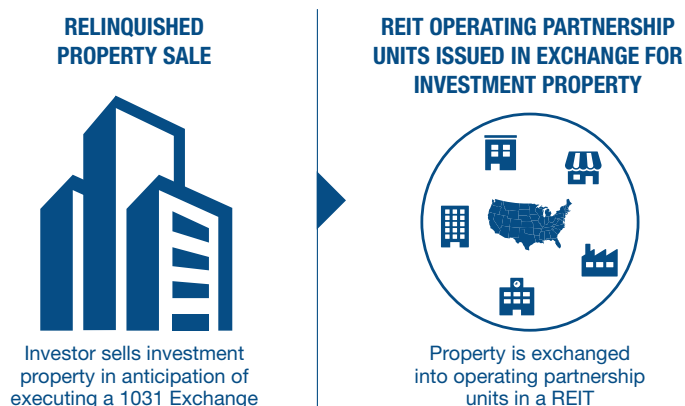 RELINQUISHED
PROPERTY SALE
Investor sells investment
property in anticipation of
executing a 1031 Exchange
REIT OPERATING PARTNERSHIP
UNITS ISSUED IN EXCHANGE FOR
INVESTMENT PROPERTY
Property is exchanged
into operating partnership
units in a REIT